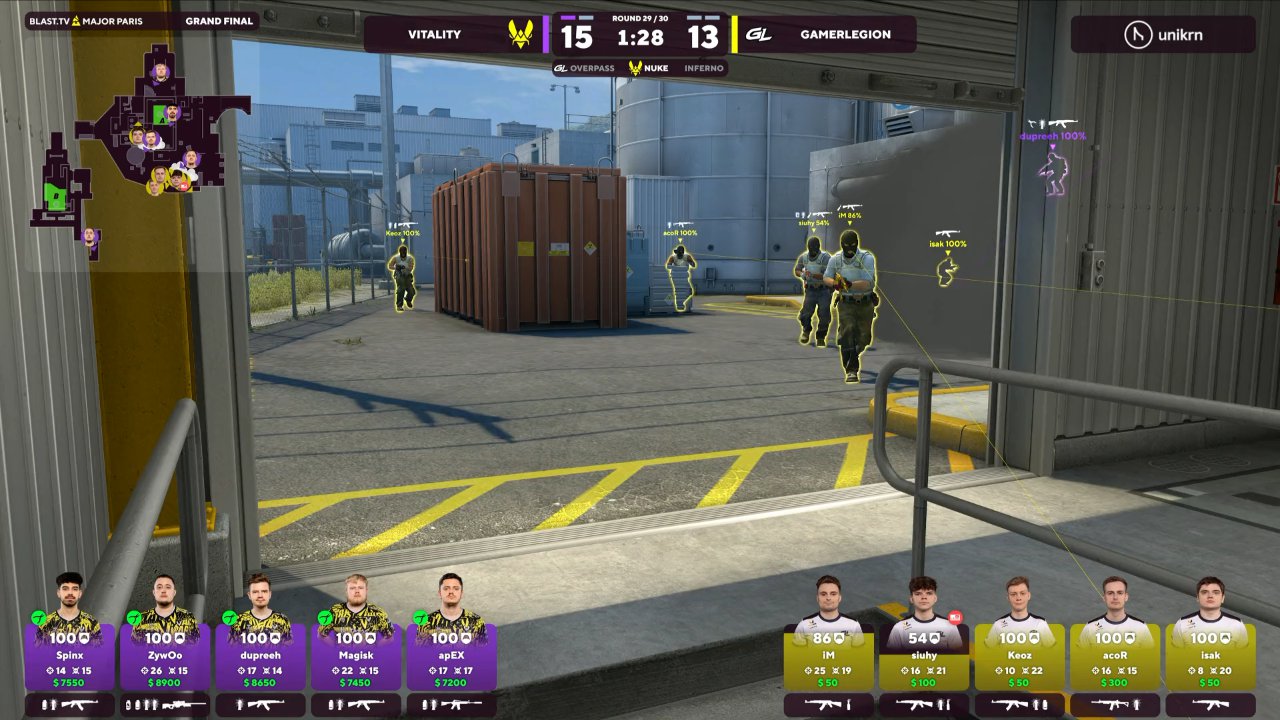 BLAST.TV MAJOR PARIS GRAND FINAL
VITALITY 15 ROUND 29 / 30 1:28 13 GL GAMERLEGION
unikrn
GL OVERPASS NUKE INFERNO
dupreeh 100%
Keoz 100%
acoR 100%
siuhy 54%
iM 86%
isak 100%
100 100 100 100 100 86 54 100 100 100
Spinx ZywOo dupreeh Magisk apEX iM siuhy Keoz acoR isak
14 15 26 15 17 14 22 15 17 17 25 19 16 21 10 22 16 15 8 20
$7550 $8900 $8650 $7450 $7200 $50 $100 $50 $300 $50